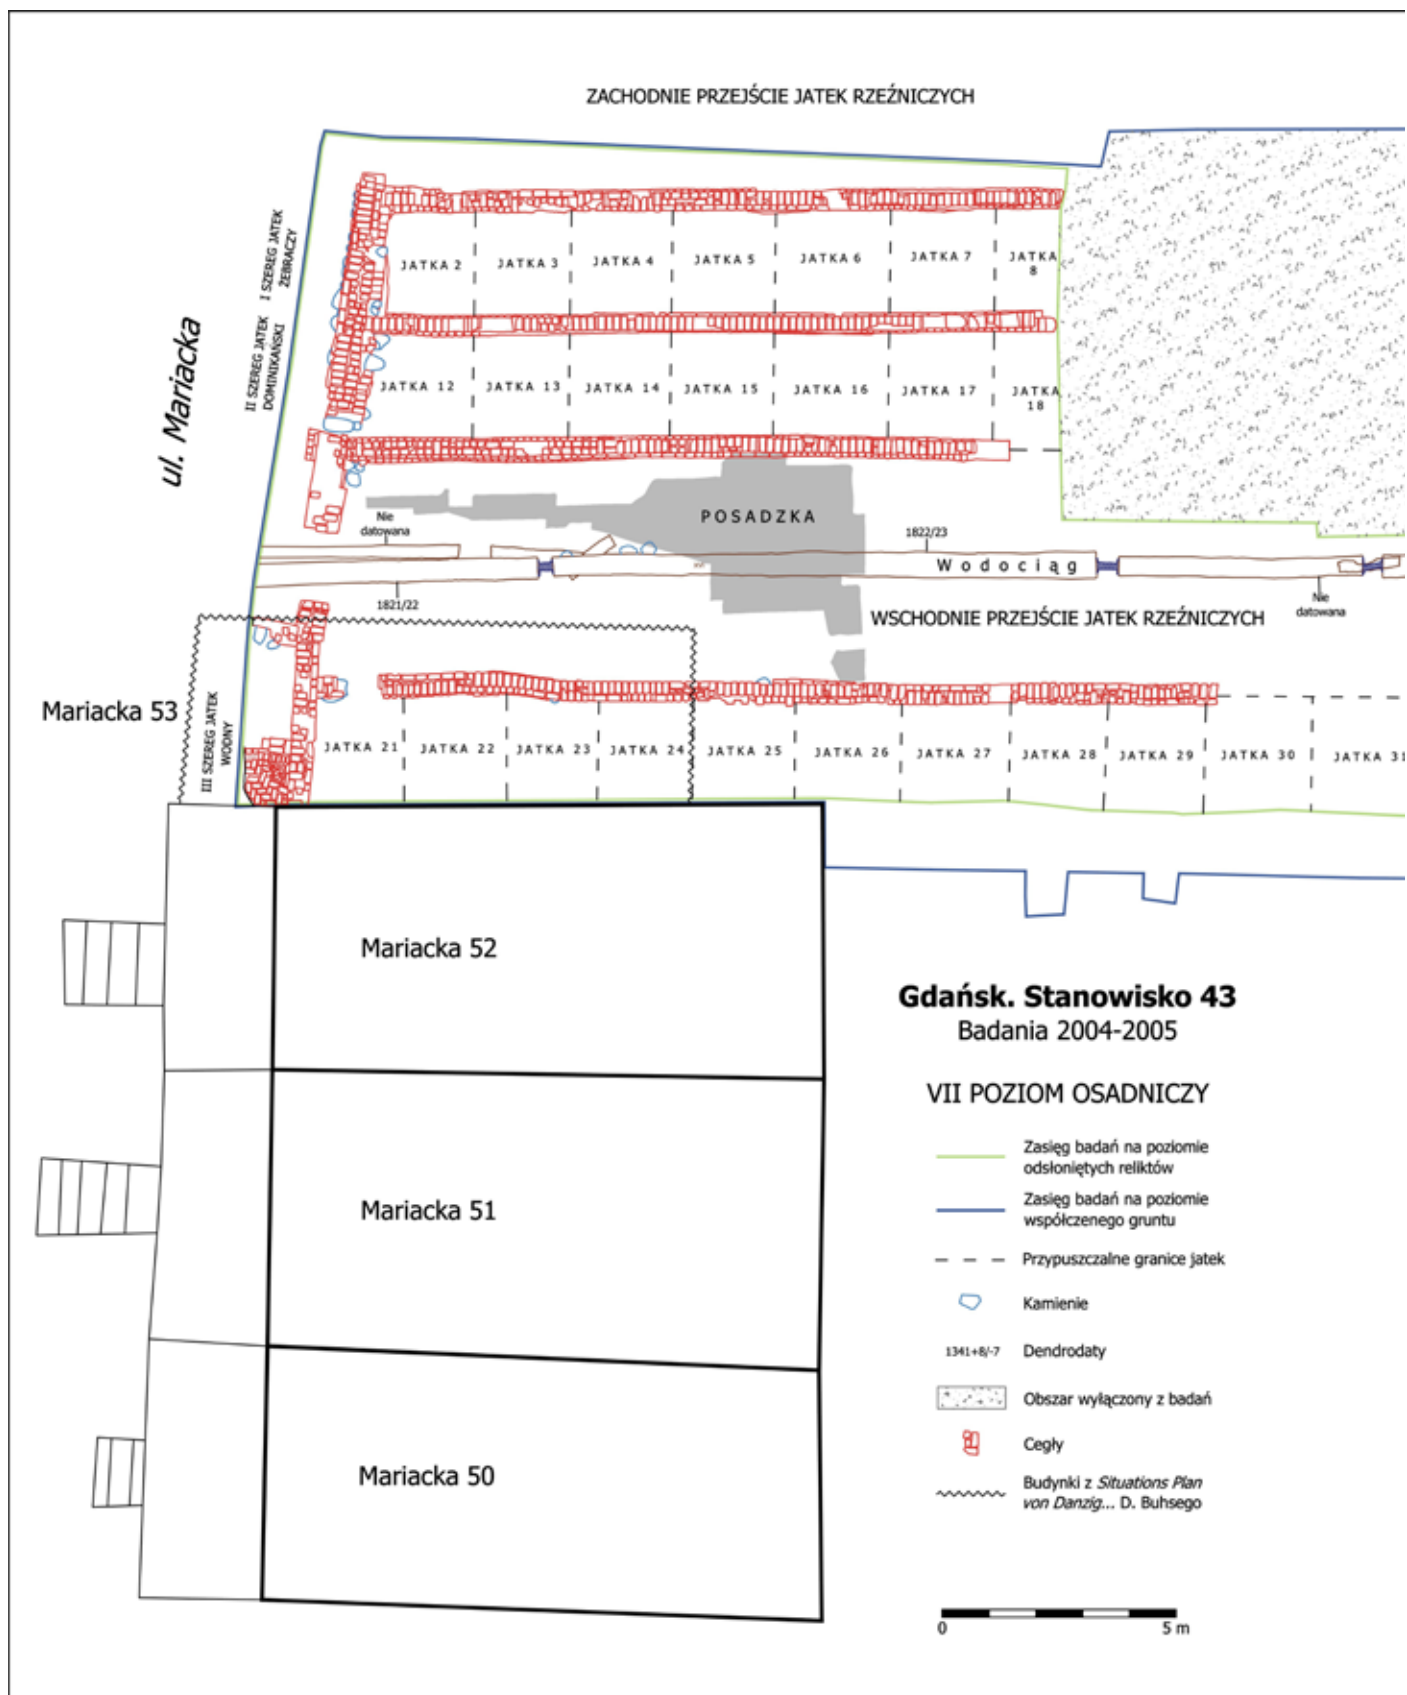 ZACHODNIE PRZEJŚCIE JATEK RZEŹNICZYCH
I SZEREG JATEK
ŻEBRACZY
II SZEREG JATEK
DOMINIKAŃSKI
ul. Mariacka
JATKA 2
JATKA 3
JATKA 4
JATKA 5
JATKA 6
JATKA 7
JATKA
8
JATKA 12
JATKA 13
JATKA 14
JATKA 15
JATKA 16
JATKA 17
JATKA
18
POSADZKA
Nie
datowana
1822/23
Wodociąg
1821/22
Nie
datowana
WSCHODNIE PRZEJŚCIE JATEK RZEŹNICZYCH
Mariacka 53
III SZEREG JATEK
WODNY
JATKA 21
JATKA 22
JATKA 23
JATKA 24
JATKA 25
JATKA 26
JATKA 27
JATKA 28
JATKA 29
JATKA 30
JATKA 31
Mariacka 52
Mariacka 51
Mariacka 50
Gdańsk. Stanowisko 43
Badania 2004-2005
VII POZIOM OSADNICZY
Zasięg badań na poziomie
odsłoniętych reliktów
Zasięg badań na poziomie
współczenego gruntu
Przypuszczalne granice jatek
Kamienie
1341+8/-7 Dendrodaty
Obszar wyłączony z badań
Cegły
Budynki z Situations Plan
von Danzig... D. Buhsego
0 5 m